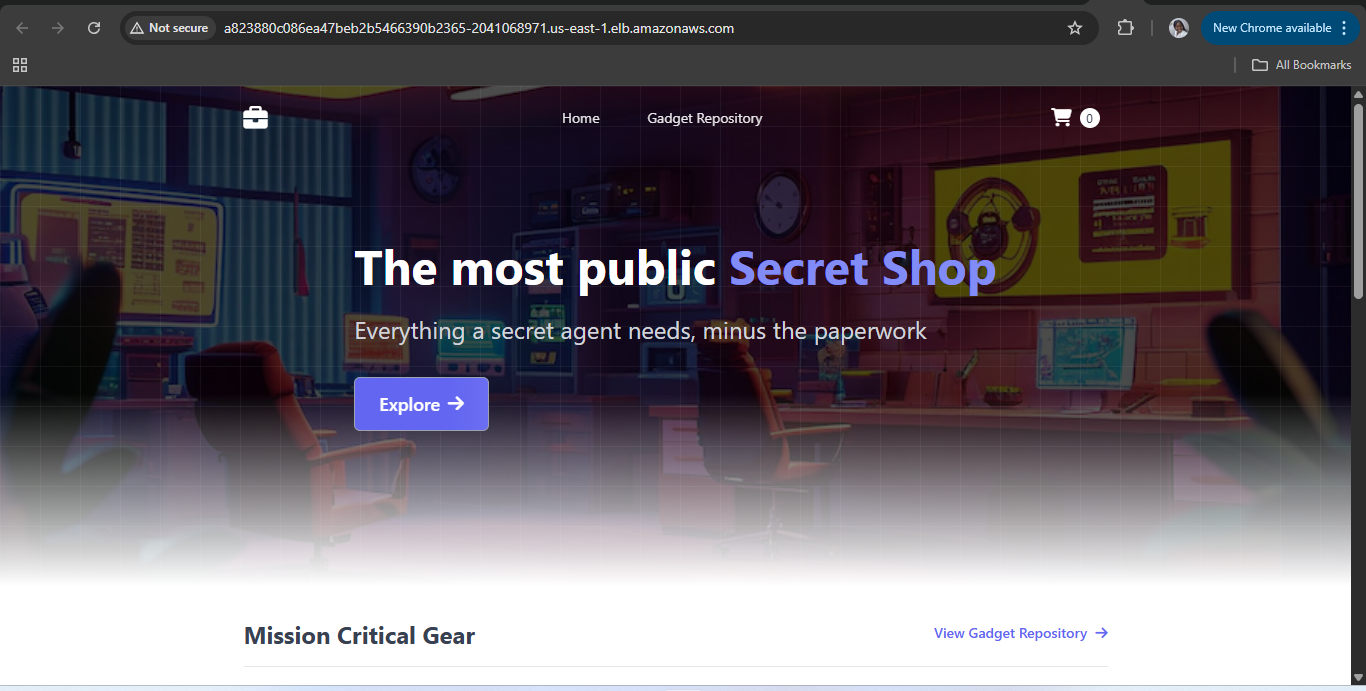 Not secure
a823880c086ea47beb2b5466390b2365-2041068971.us-east-1.elb.amazonaws.com
New Chrome available
All Bookmarks
Home
Gadget Repository
0
The most public Secret Shop
Everything a secret agent needs, minus the paperwork
Explore →
Mission Critical Gear
View Gadget Repository →